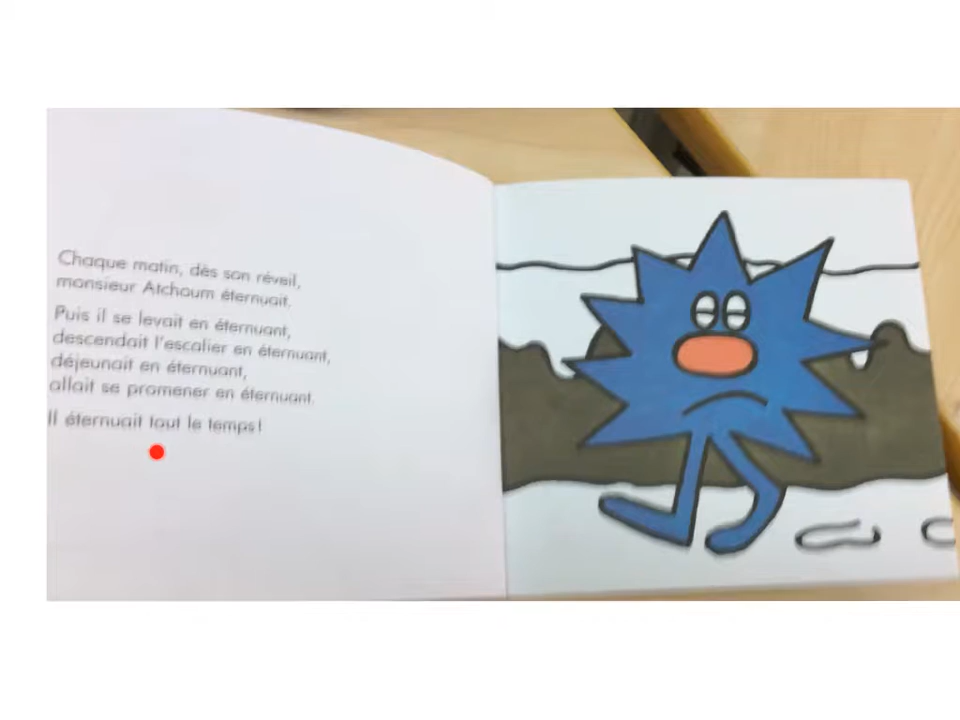 Chaque matin, dès son réveil,
monsieur Atchoum éternuait.
Puis il se levait en éternuant,
descendait l'escalier en éternuant,
déjeunait en éternuant,
allait se promener en éternuant.
Il éternuait tout le temps!